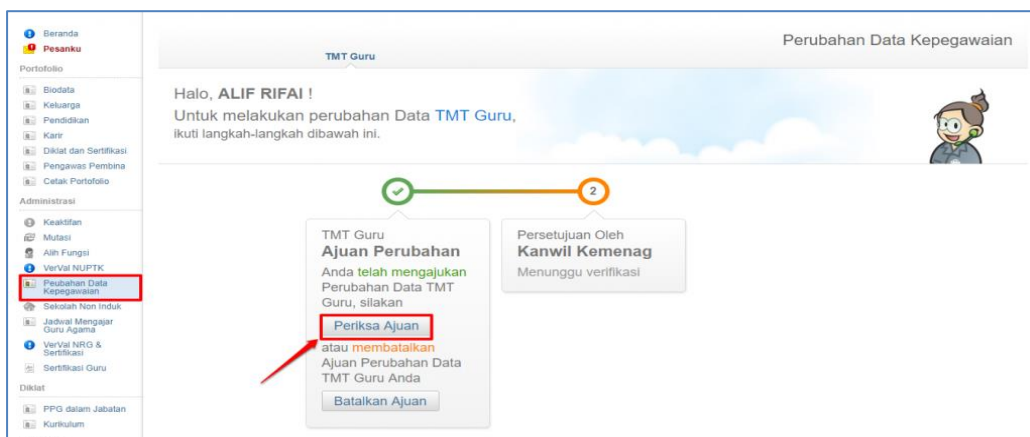 Beranda
Pesanku
Portofolio
Biodata
Keluarga
Pendidikan
Karir
Diklat dan Sertifikasi
Pengawas Pembina
Cetak Portofolio
Administrasi
Keaktifan
Mutasi
Alih Fungsi
VerVal NUPTK
Peubahan Data
Kepegawaian
Sekolah Non Induk
Jadwal Mengajar
Guru Agama
VerVal NRG &
Sertifikasi
Sertifikasi Guru
Diklat
PPG dalam Jabatan
Kurikulum
Perubahan Data Kepegawaian
TMT Guru
Halo, ALIF RIFAI !
Untuk melakukan perubahan Data TMT Guru,
ikuti langkah-langkah dibawah ini.
TMT Guru
Ajuan Perubahan
Anda telah mengajukan
Perubahan Data TMT
Guru, silakan
Periksa Ajuan
atau membatalkan
Ajuan Perubahan Data
TMT Guru Anda
Batalkan Ajuan
2
Persetujuan Oleh
Kanwil Kemenag
Menunggu verifikasi